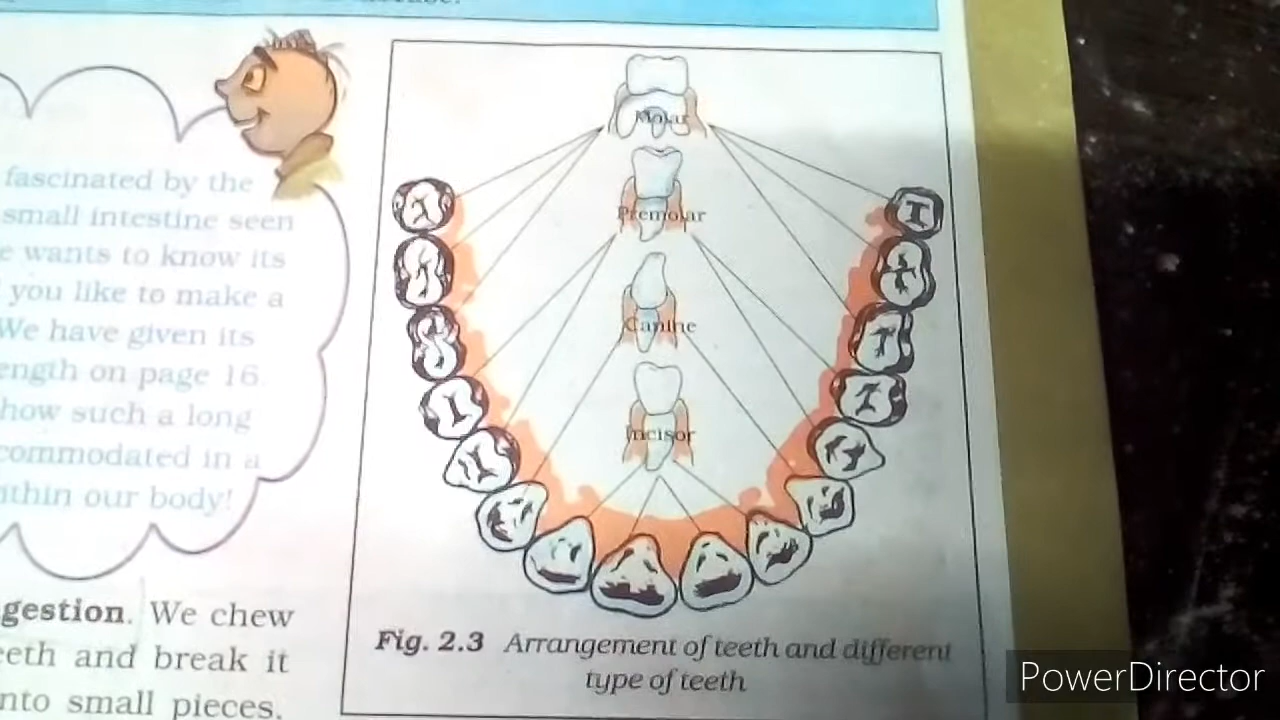 fascinated by the
small intestine seen
wants to know its
you like to make a
We have given its
length on page 16.
how such a long
commodated in a
within our body!
gestion. We chew
eeth and break it
nto small pieces.
Molar
Premolar
Canine
Incisor
Fig. 2.3 Arrangement of teeth and different
type of teeth
PowerDirector